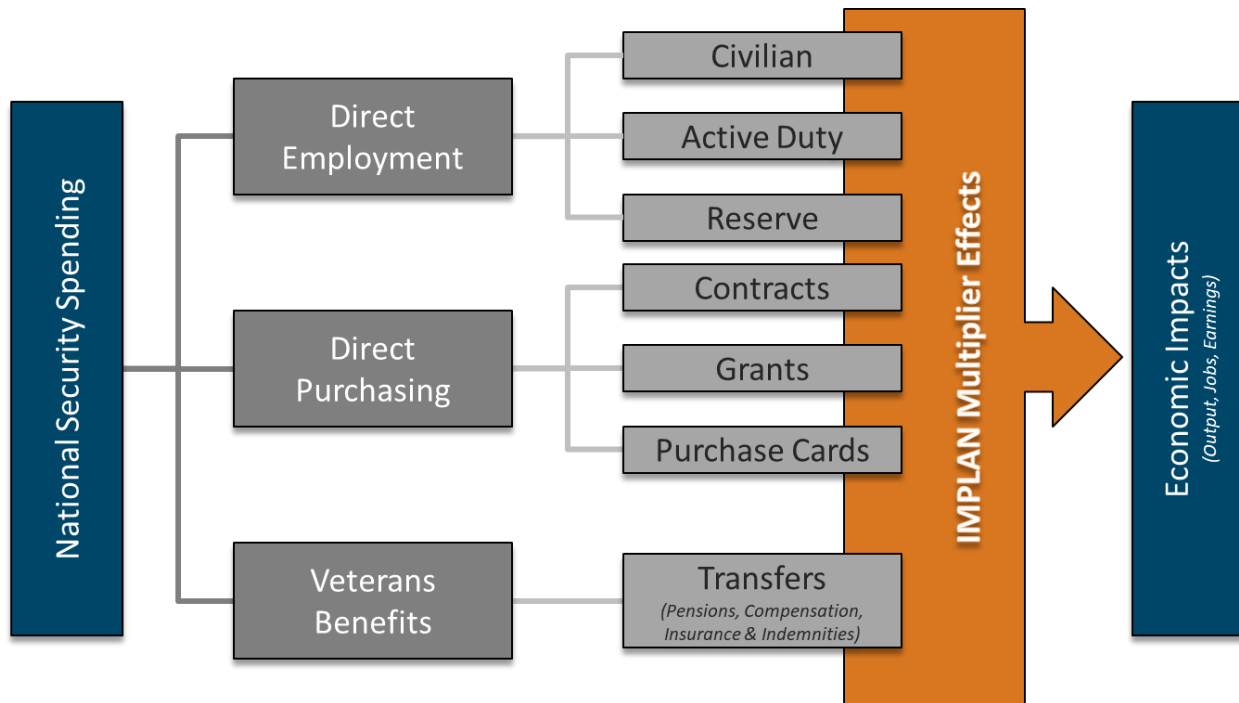 National Security Spending
Direct
Employment
Direct
Purchasing
Veterans
Benefits
Civilian
Active Duty
Reserve
Contracts
Grants
Purchase Cards
Transfers
(Pensions, Compensation,
Insurance & Indemnities)
IMPLAN Multiplier Effects
Economic Impacts
(Output, Jobs, Earnings)